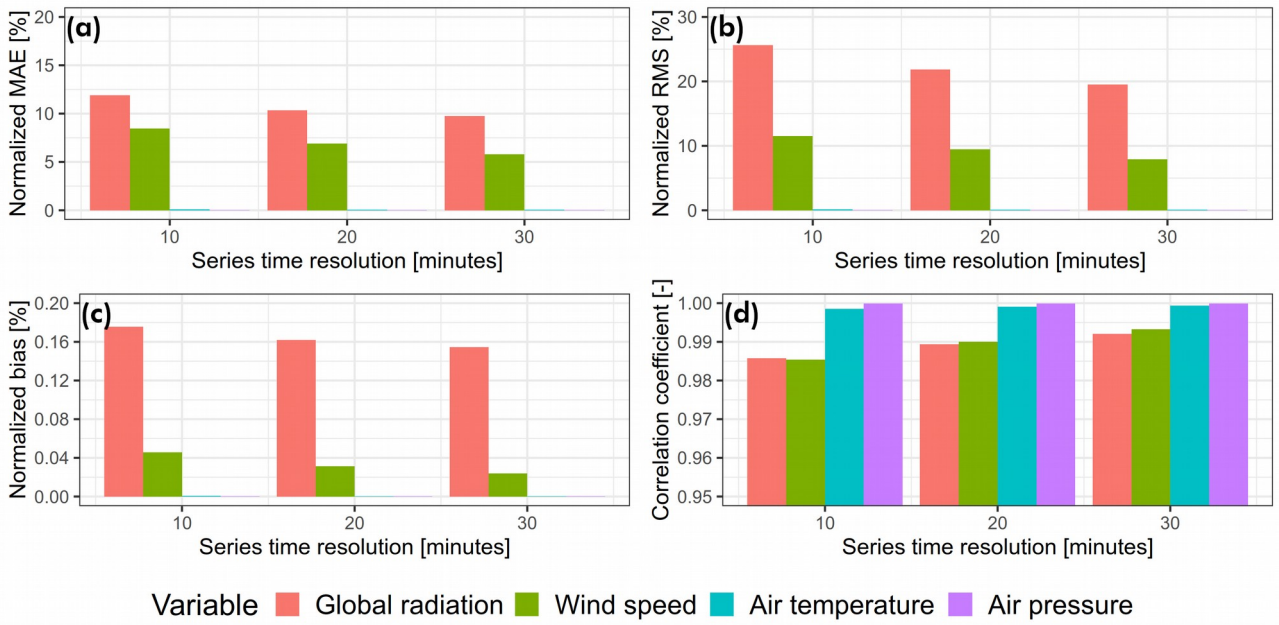 (a)
Normalized MAE [%]
20
15
10
5
0
10 20 30
Series time resolution [minutes]
(b)
Normalized RMS [%]
30
20
10
0
10 20 30
Series time resolution [minutes]
(c)
Normalized bias [%]
0.20
0.16
0.12
0.08
0.04
0.00
10 20 30
Series time resolution [minutes]
(d)
Correlation coefficient [-]
1.00
0.99
0.98
0.97
0.96
0.95
10 20 30
Series time resolution [minutes]
Variable Global radiation Wind speed Air temperature Air pressure